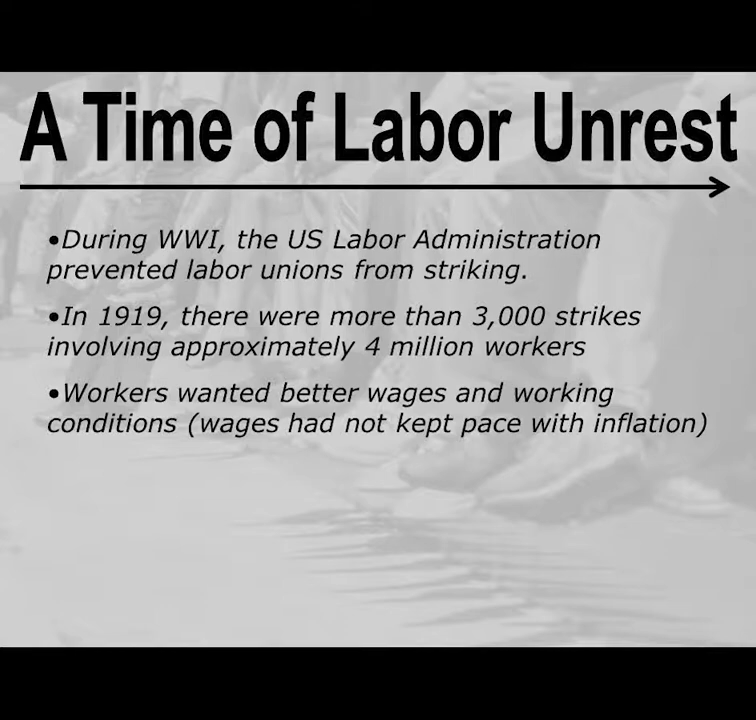 A Time of Labor Unrest
•During WWI, the US Labor Administration
prevented labor unions from striking.
•In 1919, there were more than 3,000 strikes
involving approximately 4 million workers
•Workers wanted better wages and working
conditions (wages had not kept pace with inflation)